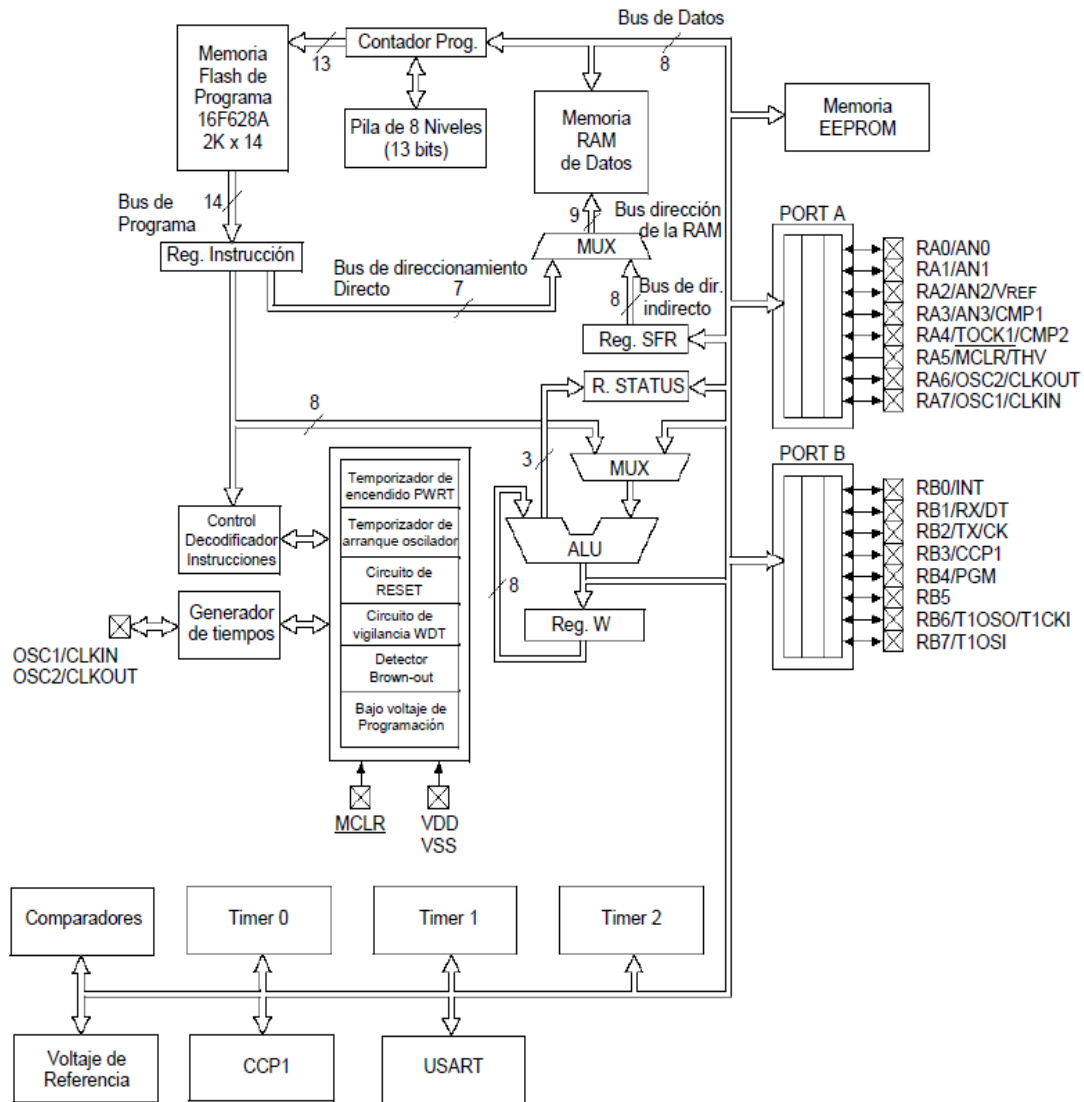 Bus de Datos
8
Memoria
Flash de
Programa
16F628A
2K x 14
13
Contador Prog.
Pila de 8 Niveles
(13 bits)
Memoria
RAM
de Datos
Memoria
EEPROM
Bus de
Programa
14
Reg. Instrucción
9
Bus dirección
de la RAM
MUX
Bus de direccionamiento
Directo
7
8
Bus de dir.
indirecto
Reg. SFR
R. STATUS
PORT A
RA0/AN0
RA1/AN1
RA2/AN2/VREF
RA3/AN3/CMP1
RA4/TOCK1/CMP2
RA5/MCLR/THV
RA6/OSC2/CLKOUT
RA7/OSC1/CLKIN
8
3
MUX
ALU
8
Reg. W
PORT B
RB0/INT
RB1/RX/DT
RB2/TX/CK
RB3/CCP1
RB4/PGM
RB5
RB6/T1OSO/T1CKI
RB7/T1OSI
Control
Decodificador
Instrucciones
Generador
de tiempos
OSC1/CLKIN
OSC2/CLKOUT
Temporizador de
encendido PWRT
Temporizador de
arranque oscilador
Circuito de
RESET
Circuito de
vigilancia WDT
Detector
Brown-out
Bajo voltaje de
Programación
MCLR
VDD
VSS
Comparadores
Timer 0
Timer 1
Timer 2
Voltaje de
Referencia
CCP1
USART